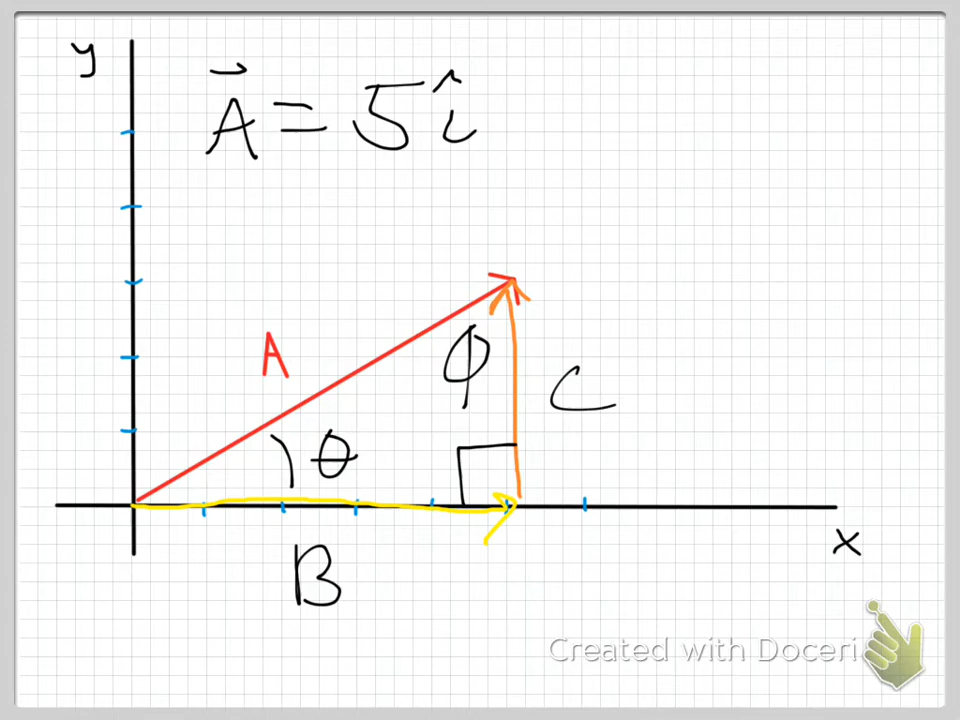 y
A⃗ = 5î
A
φ
C
θ
B
x
Created with Doceri